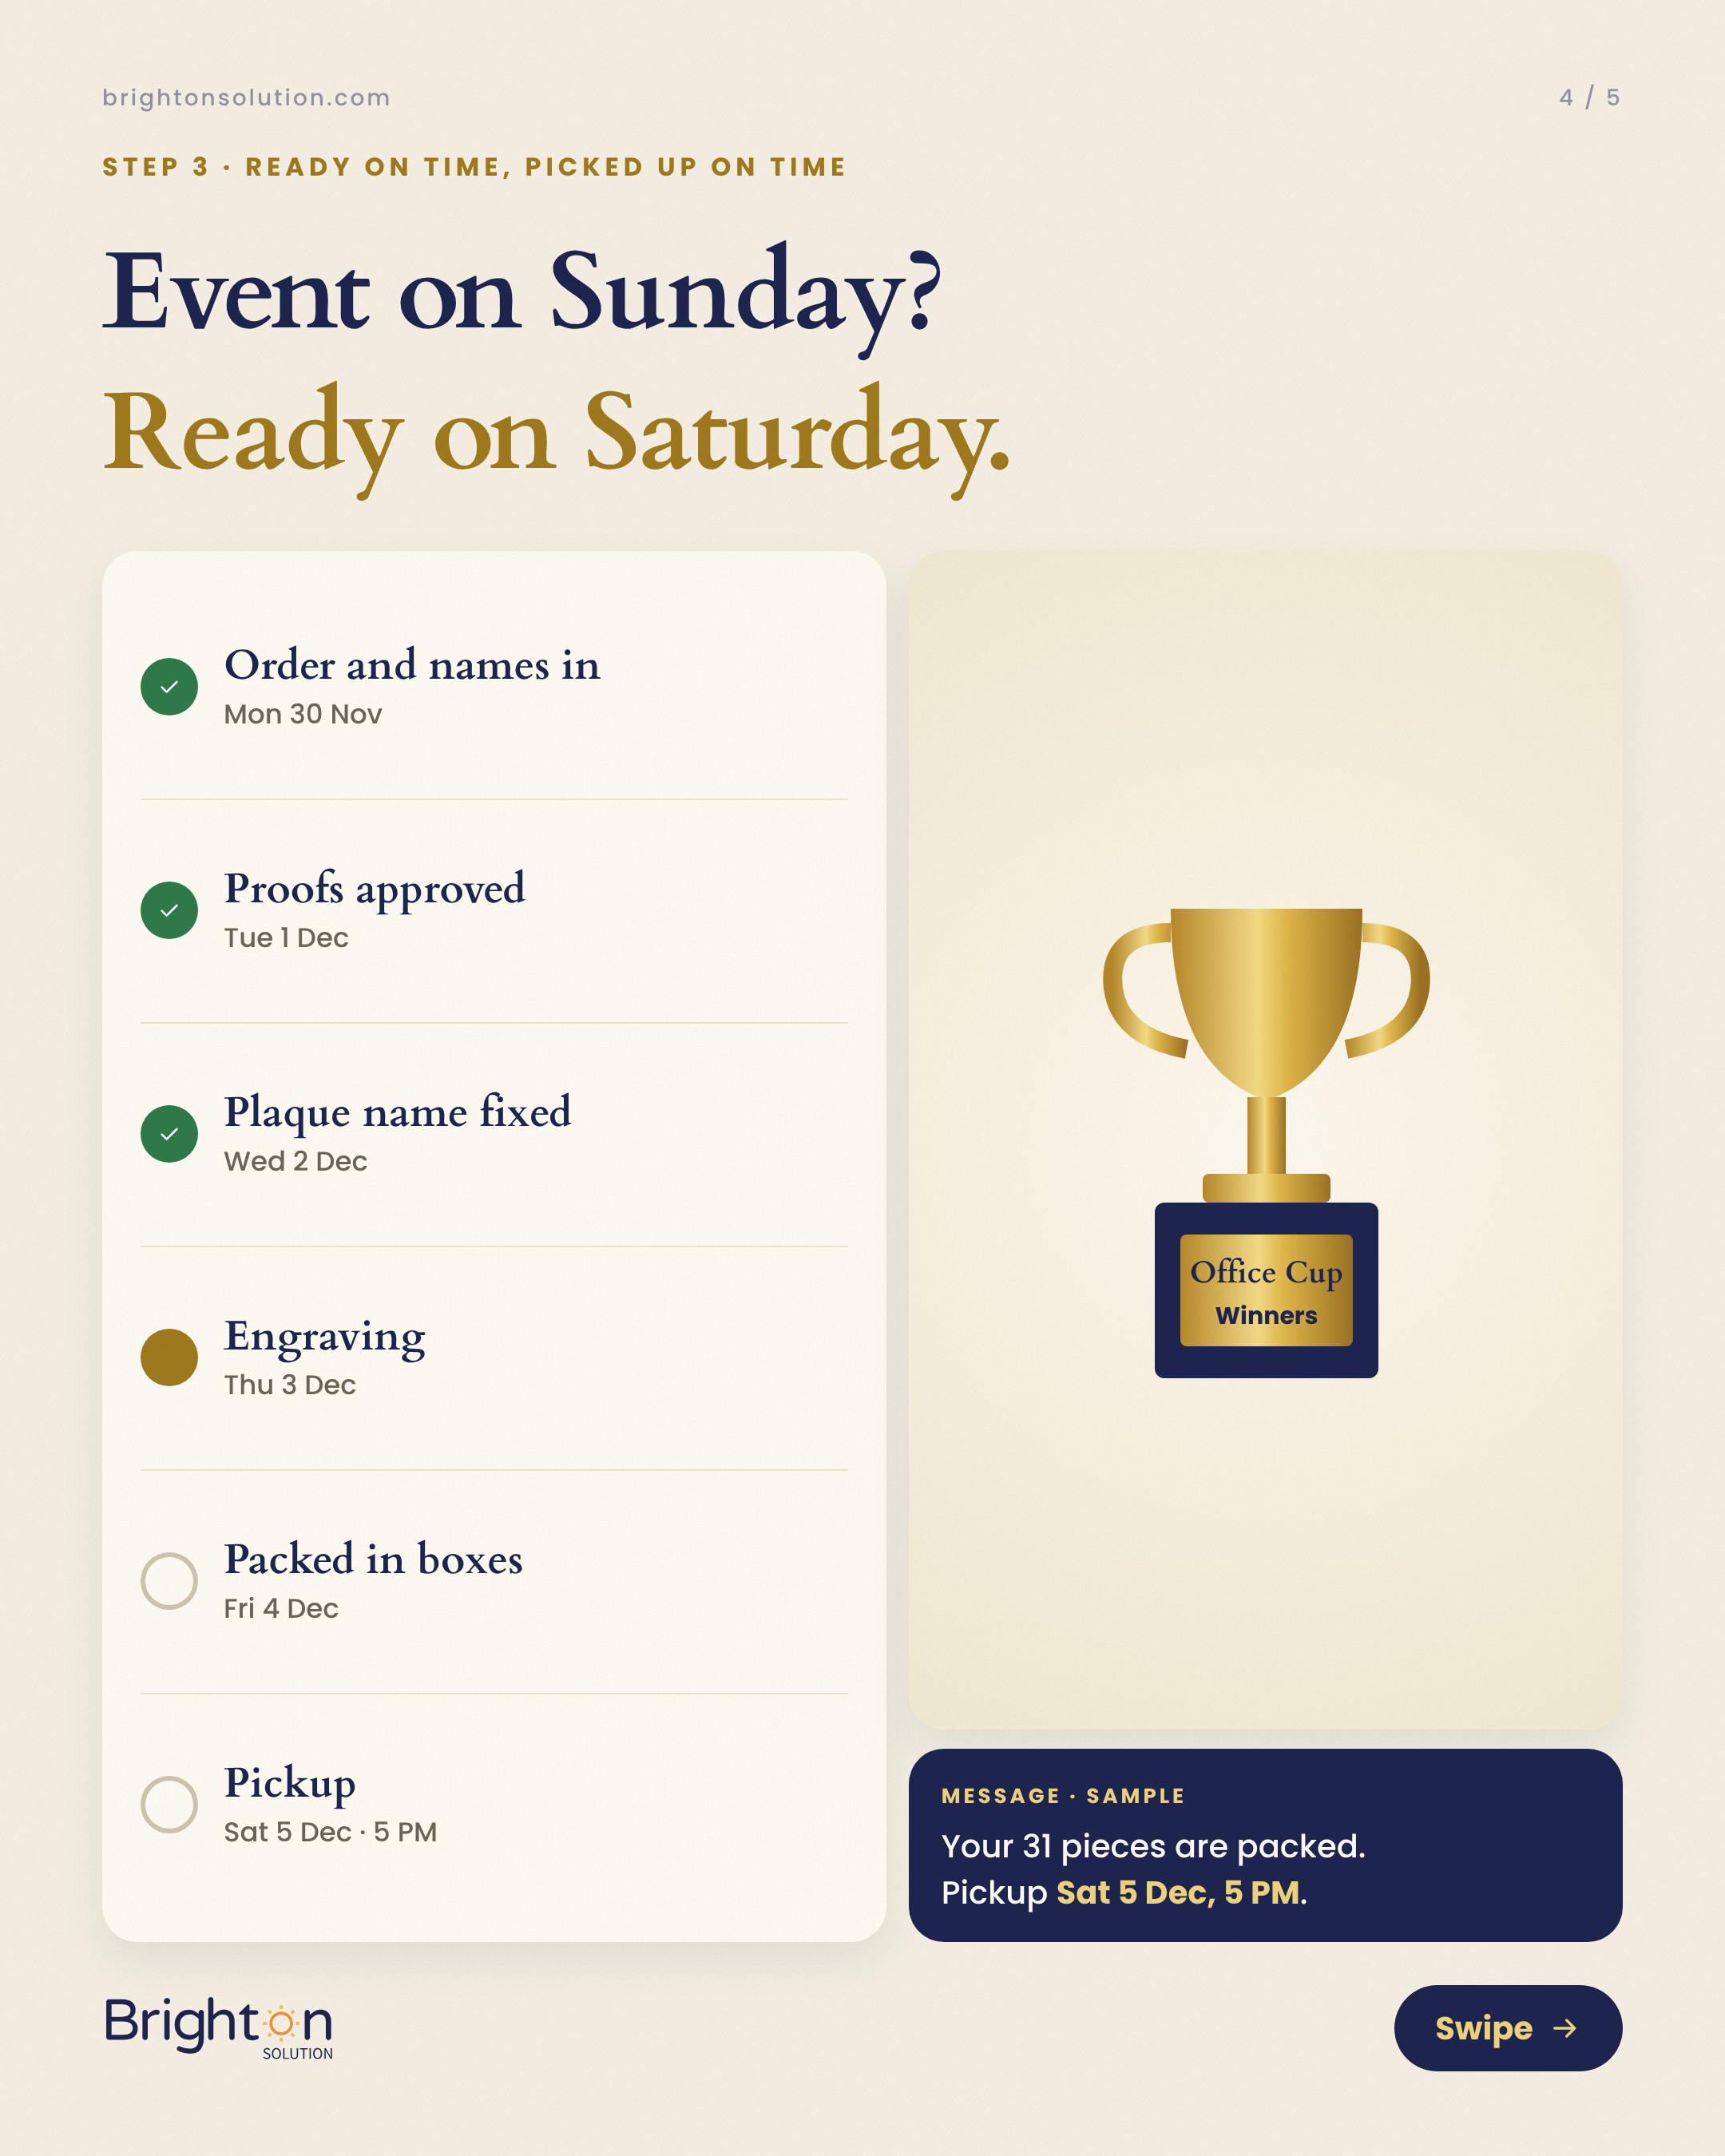 brightonsolution.com
4 / 5
STEP 3 · READY ON TIME, PICKED UP ON TIME
Event on Sunday?
Ready on Saturday.
Order and names in
Mon 30 Nov
Proofs approved
Tue 1 Dec
Plaque name fixed
Wed 2 Dec
Engraving
Thu 3 Dec
Packed in boxes
Fri 4 Dec
Pickup
Sat 5 Dec · 5 PM
Office Cup
Winners
MESSAGE · SAMPLE
Your 31 pieces are packed.
Pickup Sat 5 Dec, 5 PM.
Brighton
SOLUTION
Swipe →